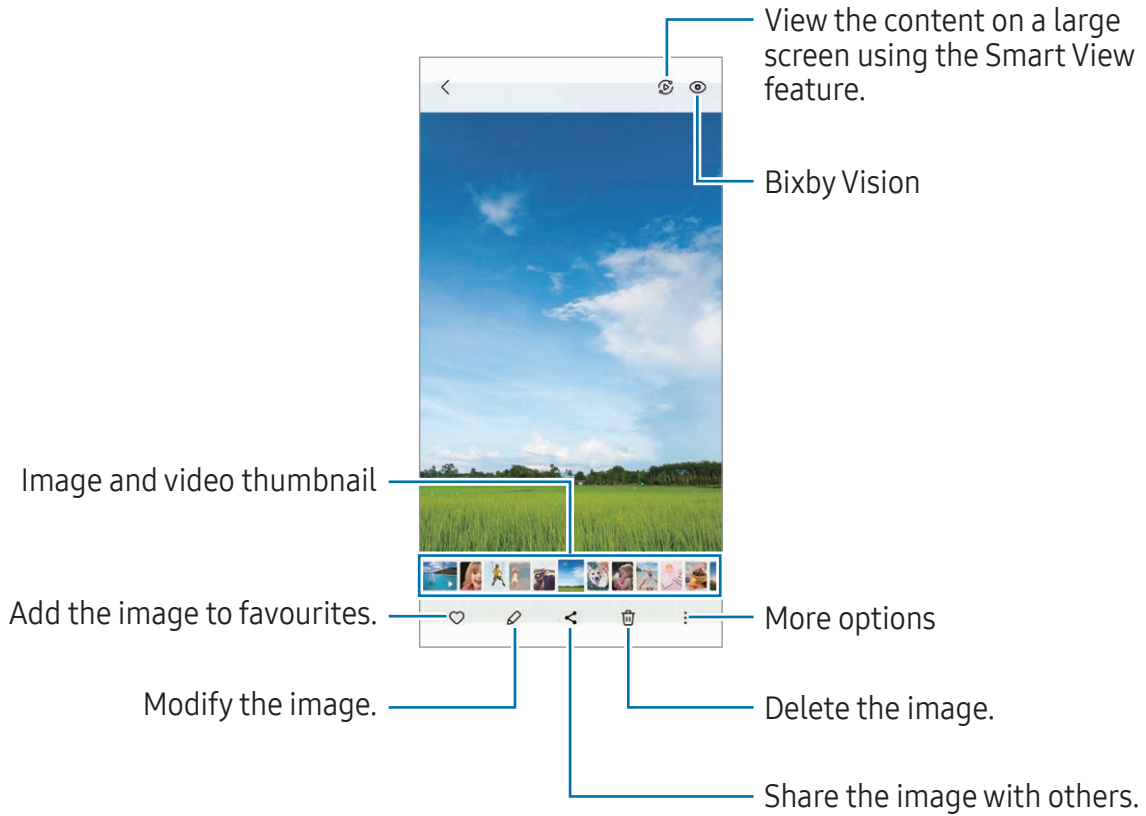 View the content on a large
screen using the Smart View
feature.
Bixby Vision
Image and video thumbnail
Add the image to favourites.
More options
Modify the image.
Delete the image.
Share the image with others.